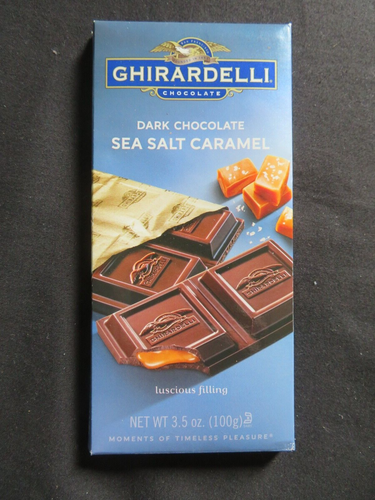 GHIRARDELLI®
CHOCOLATE
DARK CHOCOLATE
SEA SALT CARAMEL
GHIRARDELLI
GHIRARDELLI
luscious filling
NET WT 3.5 oz. (100g)
MOMENTS OF TIMELESS PLEASURE®